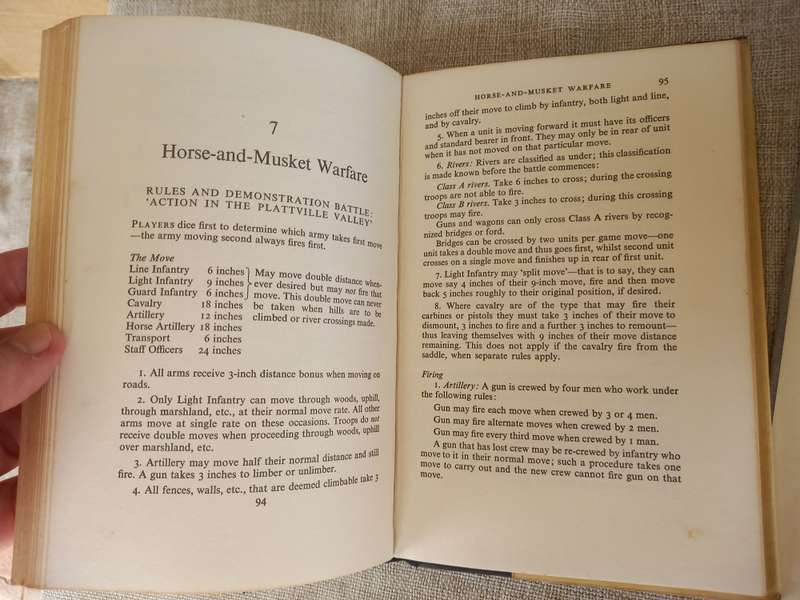 7
Horse-and-Musket Warfare
RULES AND DEMONSTRATION BATTLE:
'ACTION IN THE PLATTVILLE VALLEY'
PLAYERS dice first to determine which army takes first move
—the army moving second always fires first.
The Move
Line Infantry 6 inches
Light Infantry 9 inches
Guard Infantry 6 inches
Cavalry 18 inches
Artillery 12 inches
Horse Artillery 18 inches
Transport 6 inches
Staff Officers 24 inches
May move double distance when-
ever desired but may not fire that
move. This double move can never
be taken when hills are to be
climbed or river crossings made.
1. All arms receive 3-inch distance bonus when moving on
roads.
2. Only Light Infantry can move through woods, uphill,
through marshland, etc., at their normal move rate. All other
arms move at single rate on these occasions. Troops do not
receive double moves when proceeding through woods, uphill
over marshland, etc.
3. Artillery may move half their normal distance and still
fire. A gun takes 3 inches to limber or unlimber.
4. All fences, walls, etc., that are deemed climbable take 3
94
HORSE-AND-MUSKET WARFARE 95
inches off their move to climb by infantry, both light and line,
and by cavalry.
5. When a unit is moving forward it must have its officers
and standard bearer in front. They may only be in rear of unit
when it has not moved on that particular move.
6. Rivers: Rivers are classified as under; this classification
is made known before the battle commences:
Class A rivers. Take 6 inches to cross; during the crossing
troops are not able to fire.
Class B rivers. Take 3 inches to cross; during this crossing
troops may fire.
Guns and wagons can only cross Class A rivers by recog-
nized bridges or ford.
Bridges can be crossed by two units per game move—one
unit takes a double move and thus goes first, whilst second unit
crosses on a single move and finishes up in rear of first unit.
7. Light Infantry may 'split move'—that is to say, they can
move say 4 inches of their 9-inch move, fire and then move
back 5 inches roughly to their original position, if desired.
8. Where cavalry are of the type that may fire their
carbines or pistols they must take 3 inches of their move to
dismount, 3 inches to fire and a further 3 inches to remount—
thus leaving themselves with 9 inches of their move distance
remaining. This does not apply if the cavalry fire from the
saddle, when separate rules apply.
Firing
1. Artillery: A gun is crewed by four men who work under
the following rules:
Gun may fire each move when crewed by 3 or 4 men.
Gun may fire alternate moves when crewed by 2 men.
Gun may fire every third move when crewed by 1 man.
A gun that has lost crew may be re-crewed by infantry who
move to it in their normal move; such a procedure takes one
move to carry out and the new crew cannot fire gun on that
move.